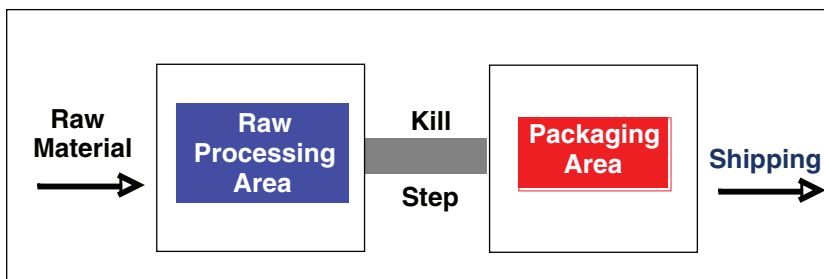 Raw
Material
Raw
Processing
Area
Kill
Step
Packaging
Area
Shipping